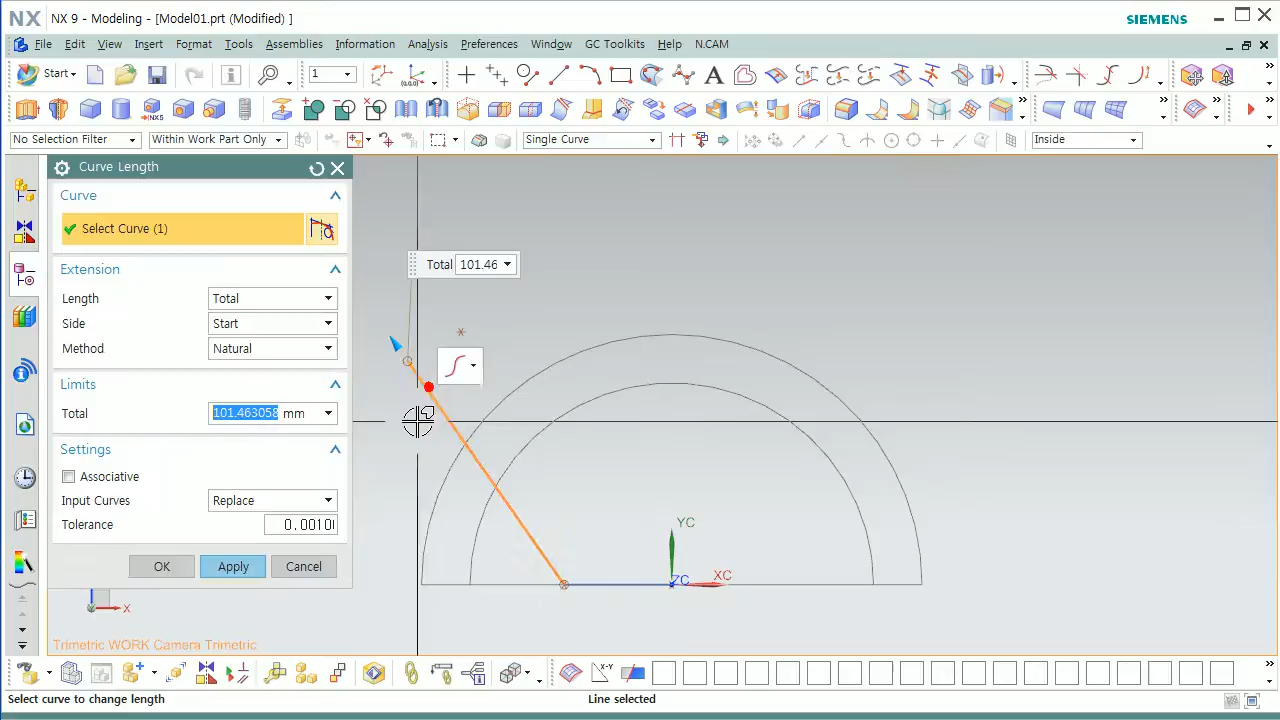 NX NX 9 - Modeling - [Model01.prt (Modified) ] SIEMENS
File Edit View Insert Format Tools Assemblies Information Analysis Preferences Window GC Toolkits Help N.CAM
Start 1 A
NX5
No Selection Filter Within Work Part Only Single Curve Inside
Curve Length
Curve
Select Curve (1)
Extension
Length Total
Side Start
Method Natural
Limits
Total 101.463058 mm
Settings
Associative
Input Curves Replace
Tolerance 0.0010
OK Apply Cancel
Total 101.46
YC
ZC XC
X
Trimetric WORK Camera Trimetric
X-Y
Select curve to change length Line selected